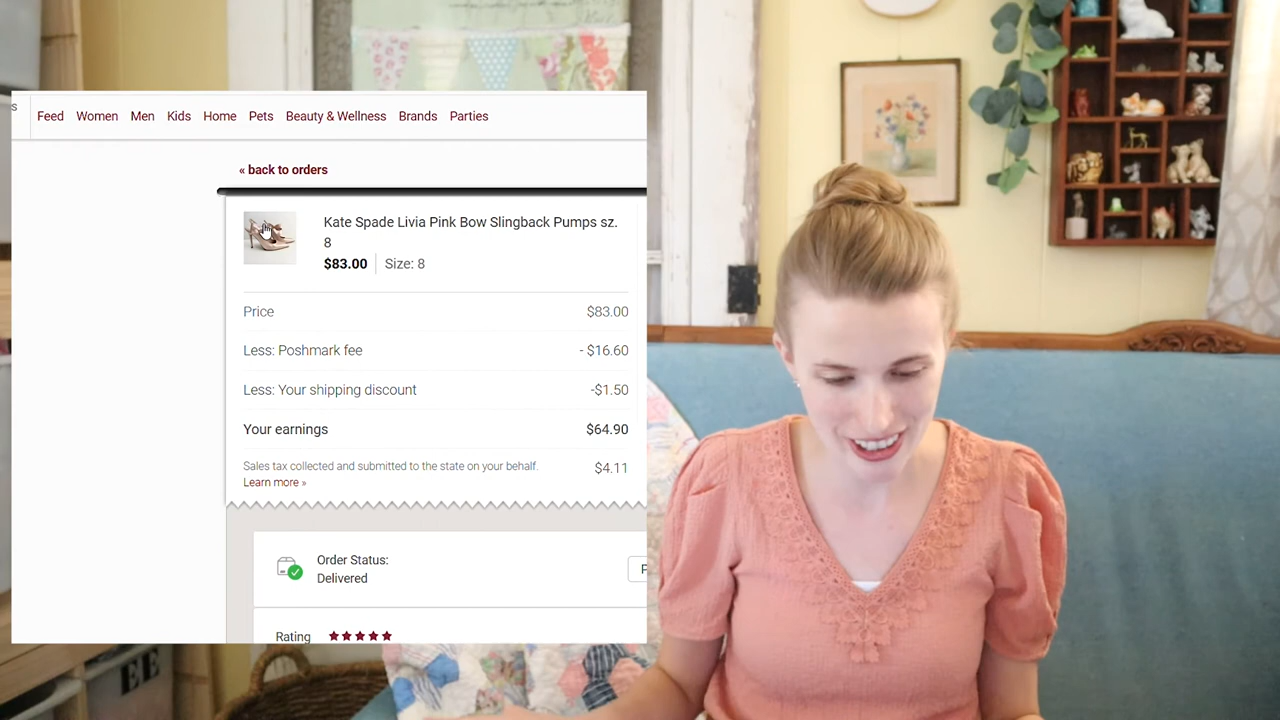 s
Feed Women Men Kids Home Pets Beauty & Wellness Brands Parties
« back to orders
Kate Spade Livia Pink Bow Slingback Pumps sz.
8
$83.00 Size: 8
Price $83.00
Less: Poshmark fee - $16.60
Less: Your shipping discount -$1.50
Your earnings $64.90
Sales tax collected and submitted to the state on your behalf. $4.11
Learn more »
Order Status:
Delivered
P
Rating
EE